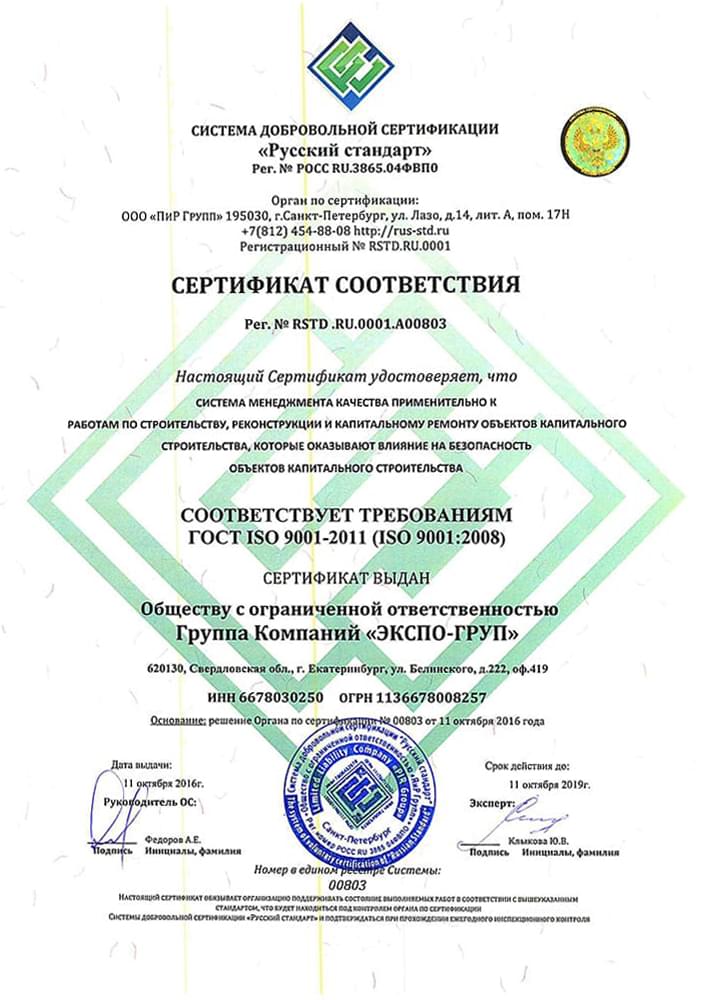 СИСТЕМА ДОБРОВОЛЬНОЙ СЕРТИФИКАЦИИ
«Русский стандарт»
Рег. № РОСС RU.3865.04ФВП0
Орган по сертификации:
ООО «ПиР ГРУПП» 195030, г.Санкт-Петербург, ул. Лазо, д.14, лит. А, пом. 17Н
+7(812) 454-88-08 http://rus-std.ru
Регистрационный № RSTD.RU.0001
СЕРТИФИКАТ СООТВЕТСТВИЯ
Рег. № RSTD .RU.0001.A00803
Настоящий Сертификат удостоверяет, что
СИСТЕМА МЕНЕДЖМЕНТА КАЧЕСТВА ПРИМЕНИТЕЛЬНО К
РАБОТАМ ПО СТРОИТЕЛЬСТВУ, РЕКОНСТРУКЦИИ И КАПИТАЛЬНОМУ РЕМОНТУ ОБЪЕКТОВ КАПИТАЛЬНОГО
СТРОИТЕЛЬСТВА, КОТОРЫЕ ОКАЗЫВАЮТ ВЛИЯНИЕ НА БЕЗОПАСНОСТЬ
ОБЪЕКТОВ КАПИТАЛЬНОГО СТРОИТЕЛЬСТВА
СООТВЕТСТВУЕТ ТРЕБОВАНИЯМ
ГОСТ ISO 9001-2011 (ISO 9001:2008)
СЕРТИФИКАТ ВЫДАН
Обществу с ограниченной ответственностью
Группа Компаний «ЭКСПО-ГРУП»
620130, Свердловская обл., г. Екатеринбург, ул. Белинского, д.222, оф.419
ИНН 6678030250 ОГРН 1136678008257
Основание: решение Органа по сертификации № 00803 от 11 октября 2016 года
Дата выдачи:
11 октября 2016г.
Руководитель ОС:
Федоров А.Е.
Подпись Инициалы, фамилия
Срок действия до:
11 октября 2019г.
Эксперт:
Клыкова Ю.В.
Подпись Инициалы, фамилия
Система добровольной сертификации "Русский стандарт"
Общество с ограниченной ответственностью «ПиР Групп»
Limited Liability Company «PIR Group»
Санкт-Петербург
Рег. номер РОСС RU 3865 04ФВП0
The system of voluntary certification of "Russian Standard"
Номер в едином реестре Системы:
00803
НАСТОЯЩИЙ СЕРТИФИКАТ ОБЯЗЫВАЕТ ОРГАНИЗАЦИЮ ПОДДЕРЖИВАТЬ СОСТОЯНИЕ ВЫПОЛНЯЕМЫХ РАБОТ В СООТВЕТСТВИИ С ВЫШЕУКАЗАННЫМ
СТАНДАРТОМ, ЧТО БУДЕТ НАХОДИТЬСЯ ПОД КОНТРОЛЕМ ОРГАНА ПО СЕРТИФИКАЦИИ
СИСТЕМЫ ДОБРОВОЛЬНОЙ СЕРТИФИКАЦИИ «РУССКИЙ СТАНДАРТ» И ПОДТВЕРЖДАТЬСЯ ПРИ ПРОХОЖДЕНИИ ЕЖЕГОДНОГО ИНСПЕКЦИОННОГО КОНТРОЛЯ